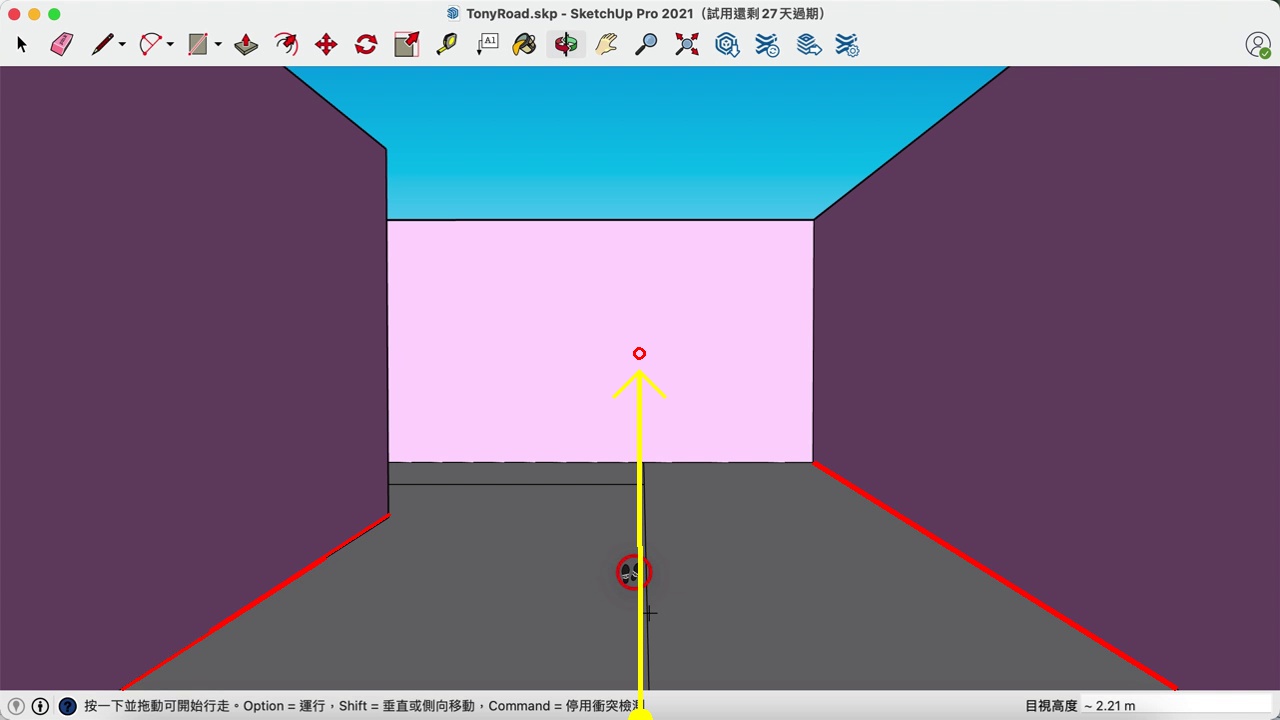 TonyRoad.skp - SketchUp Pro 2021（試用還剩 27 天過期）
A1
按一下並拖動可開始行走。Option = 運行，Shift = 垂直或側向移動，Command = 停用衝突檢測
目視高度 ~ 2.21 m